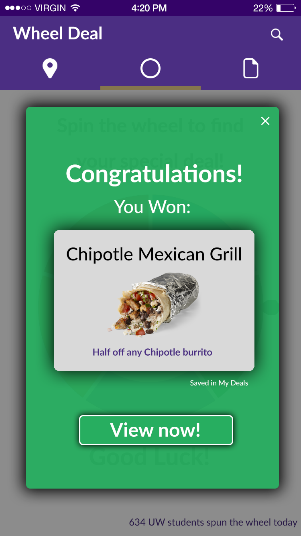 VIRGIN 4:20 PM 22%
Wheel Deal
Spin the wheel to find
your special deal!
Congratulations!
You Won:
Chipotle Mexican Grill
Half off any Chipotle burrito
Saved in My Deals
View now!
Good Luck!
634 UW students spun the wheel today